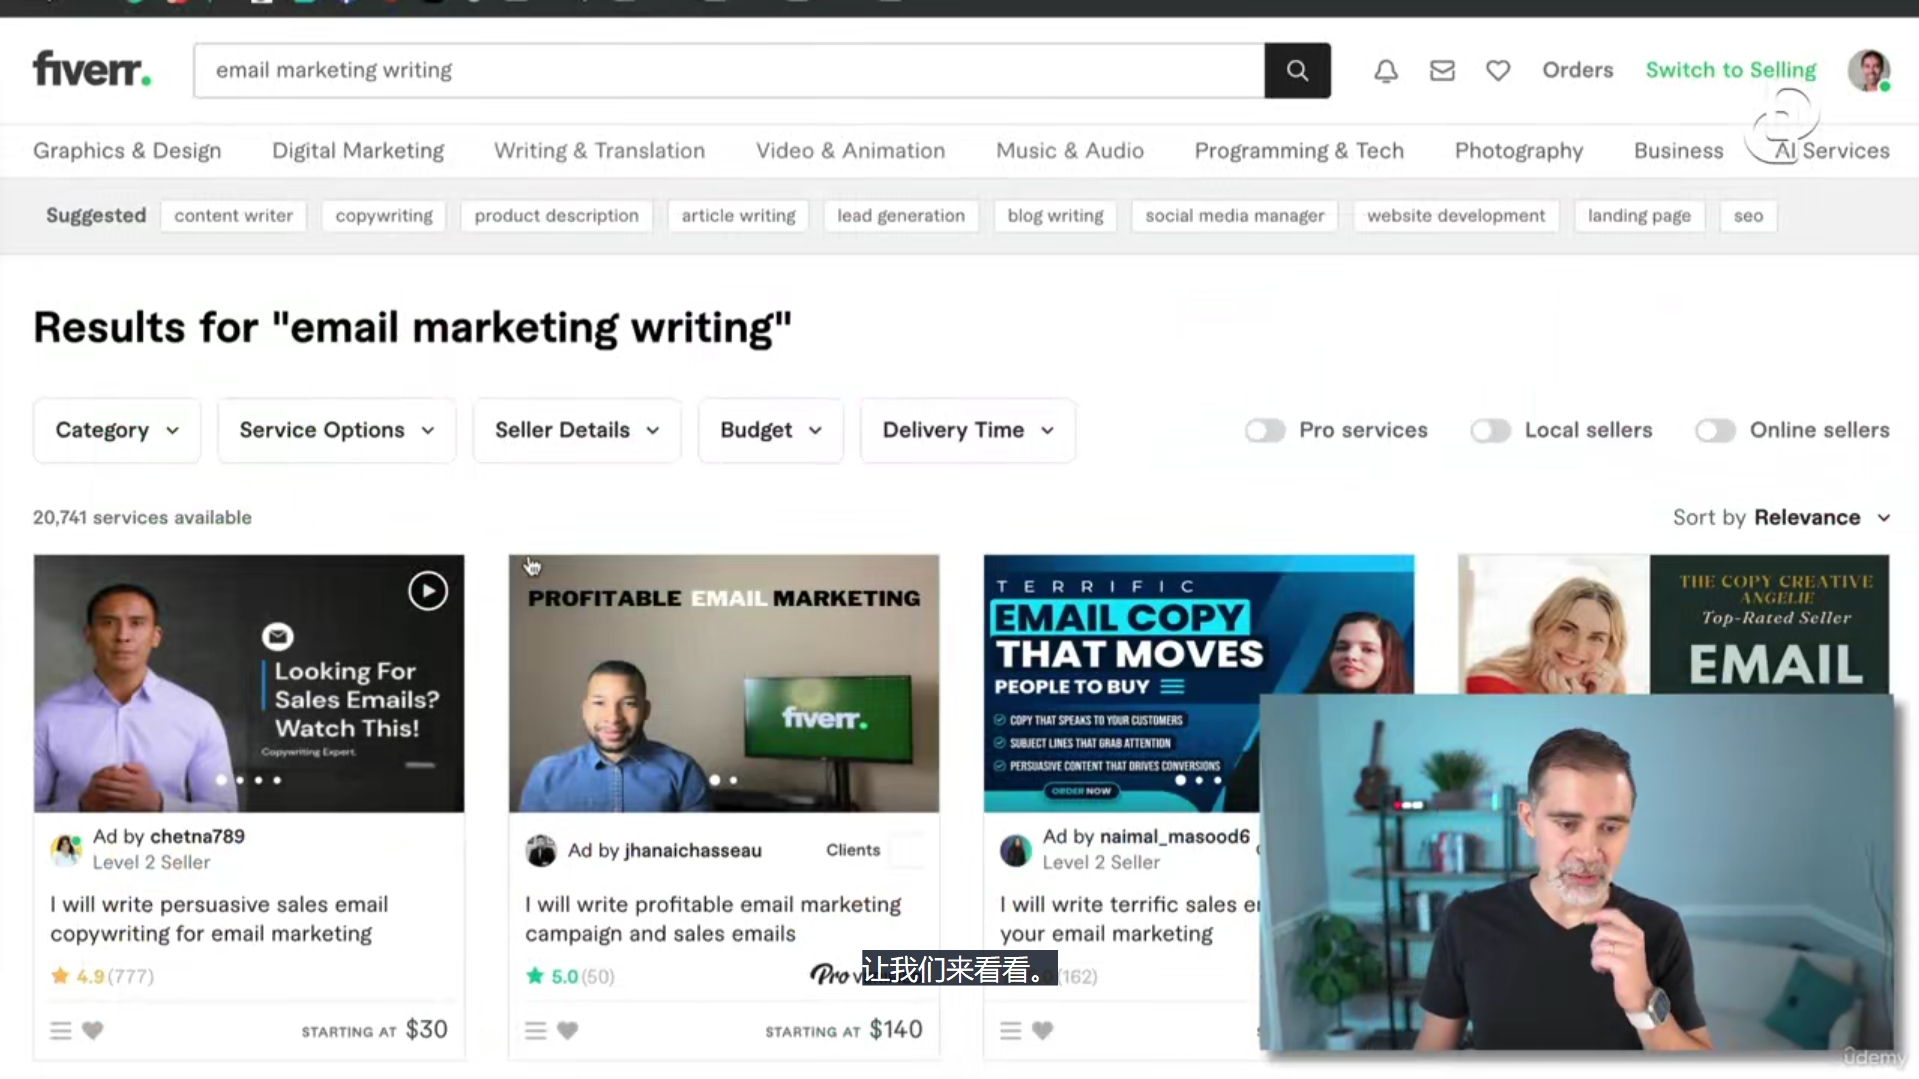 fiverr.
email marketing writing
Orders
Switch to Selling
Graphics & Design
Digital Marketing
Writing & Translation
Video & Animation
Music & Audio
Programming & Tech
Photography
Business
AI Services
Suggested
content writer
copywriting
product description
article writing
lead generation
blog writing
social media manager
website development
landing page
seo
Results for "email marketing writing"
Category
Service Options
Seller Details
Budget
Delivery Time
Pro services
Local sellers
Online sellers
20,741 services available
Sort by Relevance
Looking For
Sales Emails?
Watch This!
Copywriting Expert.
Ad by chetna789
Level 2 Seller
I will write persuasive sales email
copywriting for email marketing
4.9 (777)
STARTING AT $30
PROFITABLE EMAIL MARKETING
fiverr.
Ad by jhanaichasseau
Clients
I will write profitable email marketing
campaign and sales emails
5.0 (50)
Pro
STARTING AT $140
TERRIFIC
EMAIL COPY
THAT MOVES
PEOPLE TO BUY
COPY THAT SPEAKS TO YOUR CUSTOMERS
SUBJECT LINES THAT GRAB ATTENTION
PERSUASIVE CONTENT THAT DRIVES CONVERSIONS
ORDER NOW
Ad by naimal_masood6
Level 2 Seller
I will write terrific sales
your email marketing
(162)
THE COPY CREATIVE
ANGELIE
Top-Rated Seller
EMAIL
让我们来看看。
ûdemy